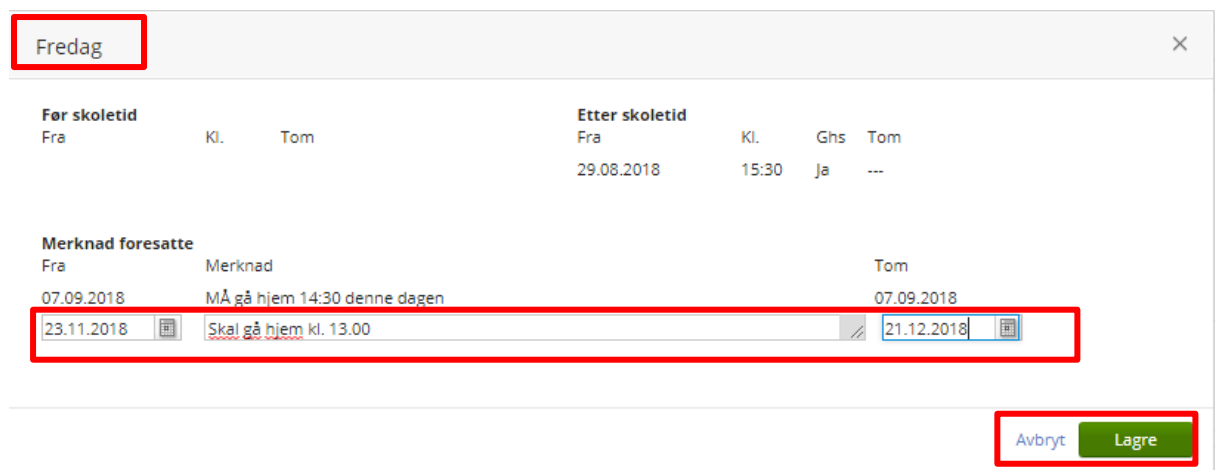 Fredag
Før skoletid
Fra Kl. Tom
Etter skoletid
Fra Kl. Ghs Tom
29.08.2018 15:30 Ja ---
Merknad foresatte
Fra Merknad Tom
07.09.2018 MÅ gå hjem 14:30 denne dagen 07.09.2018
23.11.2018 Skal gå hjem kl. 13.00 21.12.2018
Avbryt Lagre